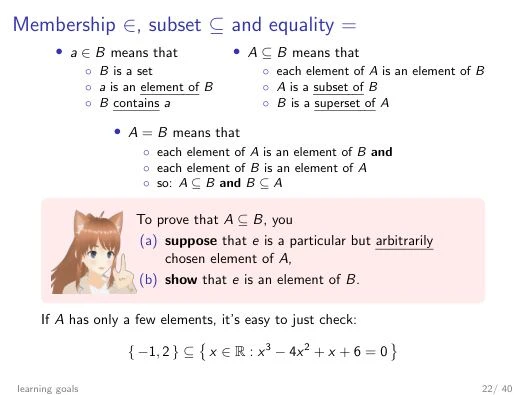 Membership ∈, subset ⊆ and equality =
• a ∈ B means that
◦ B is a set
◦ a is an element of B
◦ B contains a
• A ⊆ B means that
◦ each element of A is an element of B
◦ A is a subset of B
◦ B is a superset of A
• A = B means that
◦ each element of A is an element of B and
◦ each element of B is an element of A
◦ so: A ⊆ B and B ⊆ A
To prove that A ⊆ B, you
(a) suppose that e is a particular but arbitrarily
chosen element of A,
(b) show that e is an element of B.
If A has only a few elements, it's easy to just check:
{ −1, 2 } ⊆ { x ∈ ℝ : x³ − 4x² + x + 6 = 0 }
learning goals
22/ 40